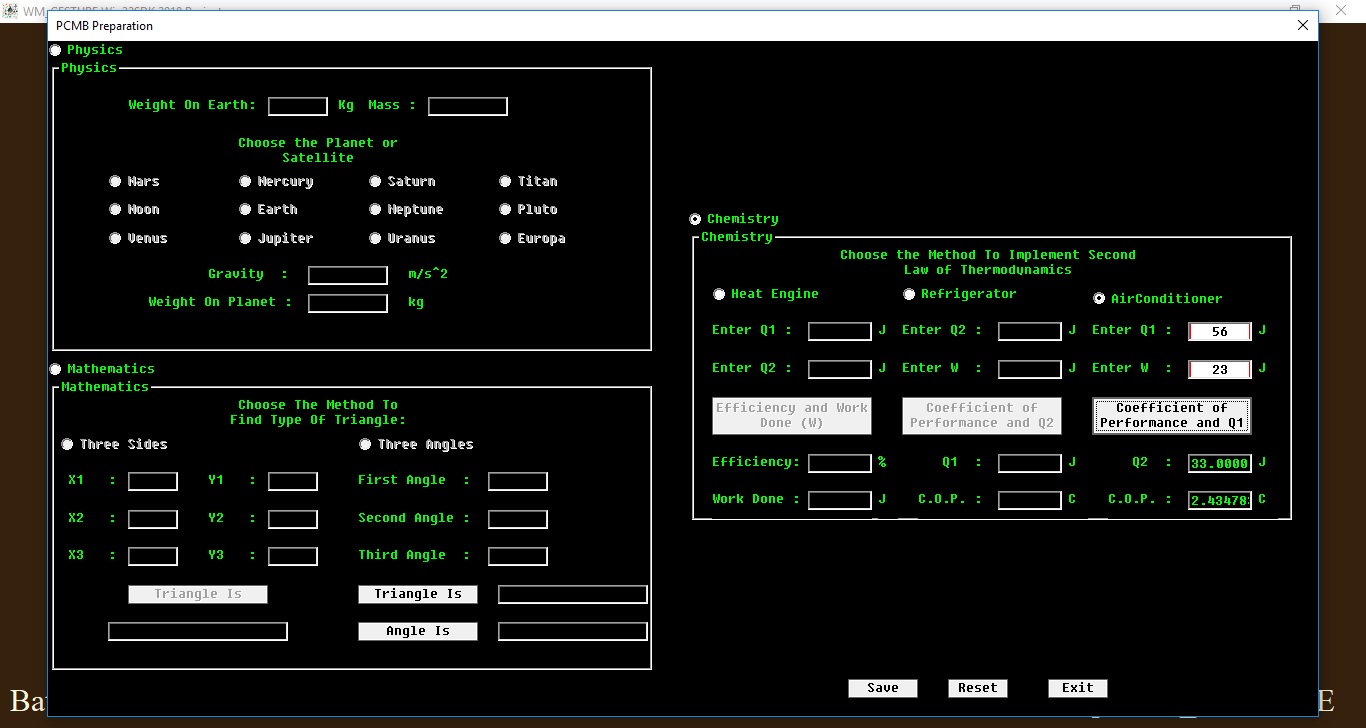 PCMB Preparation
Physics
Physics
Weight On Earth: Kg Mass :
Choose the Planet or
Satellite
Mars Mercury Saturn Titan
Moon Earth Neptune Pluto
Venus Jupiter Uranus Europa
Gravity : m/s^2
Weight On Planet : kg
Mathematics
Mathematics
Choose The Method To
Find Type Of Triangle:
Three Sides Three Angles
X1 : Y1 : First Angle :
X2 : Y2 : Second Angle :
X3 : Y3 : Third Angle :
Triangle Is Triangle Is
Angle Is
Chemistry
Chemistry
Choose the Method To Implement Second
Law of Thermodynamics
Heat Engine Refrigerator AirConditioner
Enter Q1 : J Enter Q2 : J Enter Q1 : 56 J
Enter Q2 : J Enter W : J Enter W : 23 J
Efficiency and Work
Done (W)
Coefficient of
Performance and Q2
Coefficient of
Performance and Q1
Efficiency: % Q1 : J Q2 : 33.0000 J
Work Done : J C.O.P. : C C.O.P. : 2.43478 C
Save Reset Exit